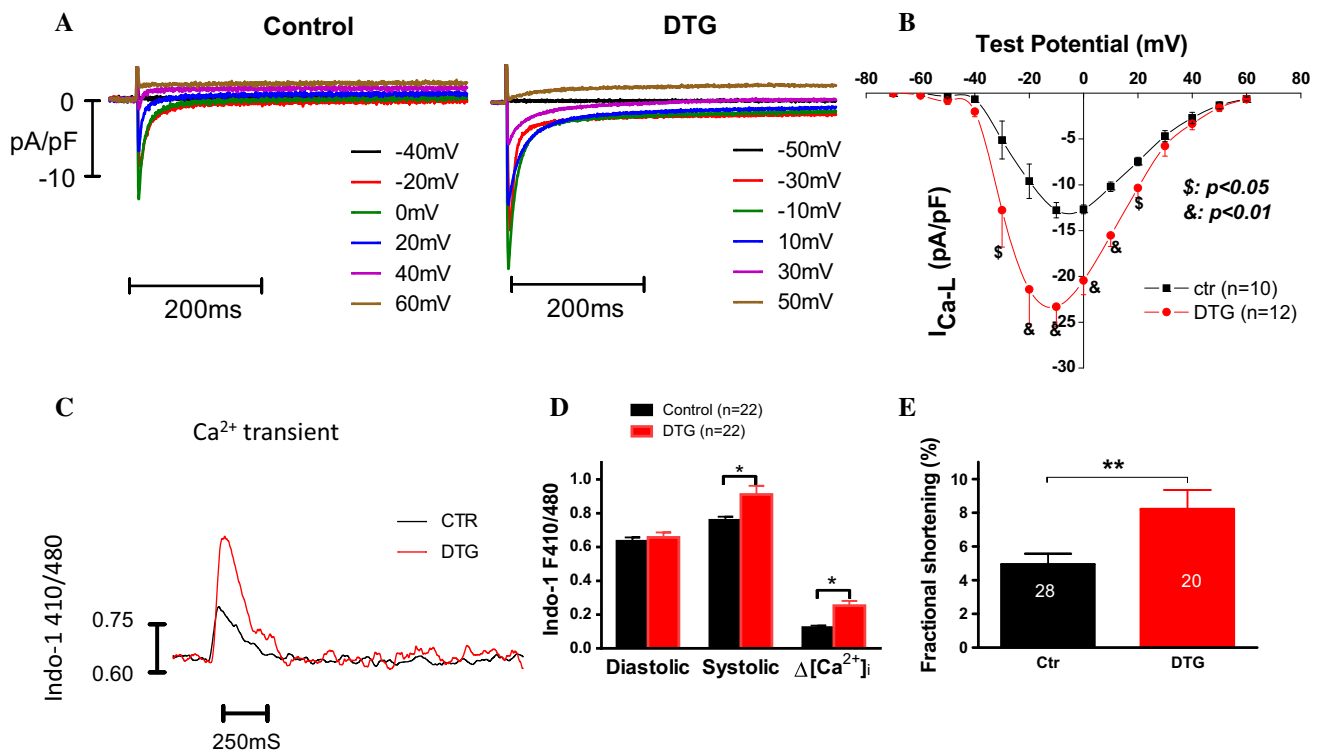 A
Control
DTG
0
pA/pF
-10
-40mV
-20mV
0mV
20mV
40mV
60mV
200ms
-50mV
-30mV
-10mV
10mV
30mV
50mV
200ms
B
Test Potential (mV)
-80 -60 -40 -20 0 20 40 60 80
-5
-10
-15
-20
-25
-30
I Ca-L (pA/pF)
$: p<0.05
&: p<0.01
$
&
&
&
&
$
ctr (n=10)
DTG (n=12)
C
Ca2+ transient
CTR
DTG
Indo-1 410/480
0.75
0.60
250mS
D
Control (n=22)
DTG (n=22)
Indo-1 F410/480
1.0
0.8
0.6
0.4
0.2
0.0
*
*
Diastolic Systolic Δ[Ca2+]i
E
Fractional shortening (%)
10
8
6
4
2
0
**
28
20
Ctr DTG